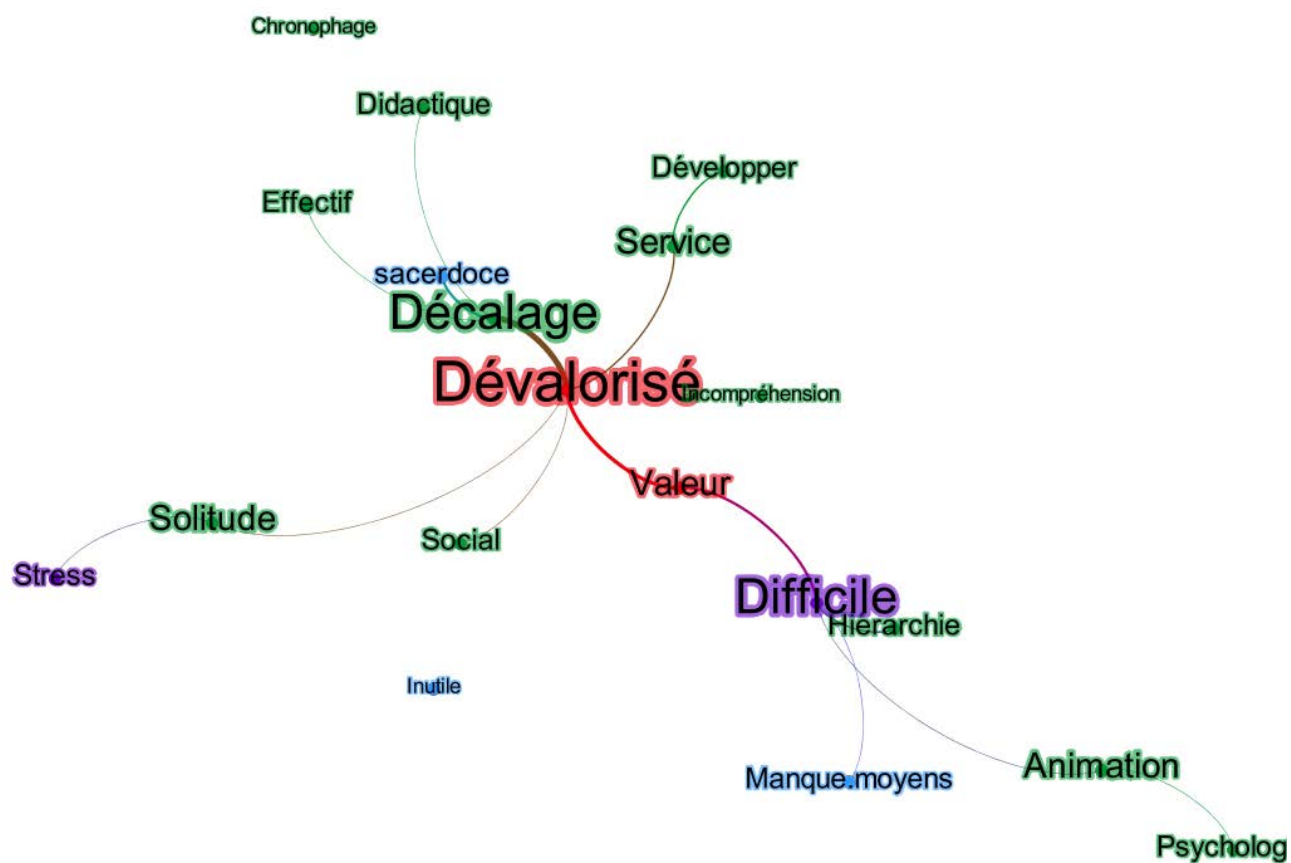 Chronophage
Didactique
Développer
Effectif
Service
sacerdoce
Décalage
Dévalorisé
Incompréhension
Valeur
Solitude
Social
Stress
Difficile
Hiérarchie
Inutile
Animation
Manque.moyens
Psycholog